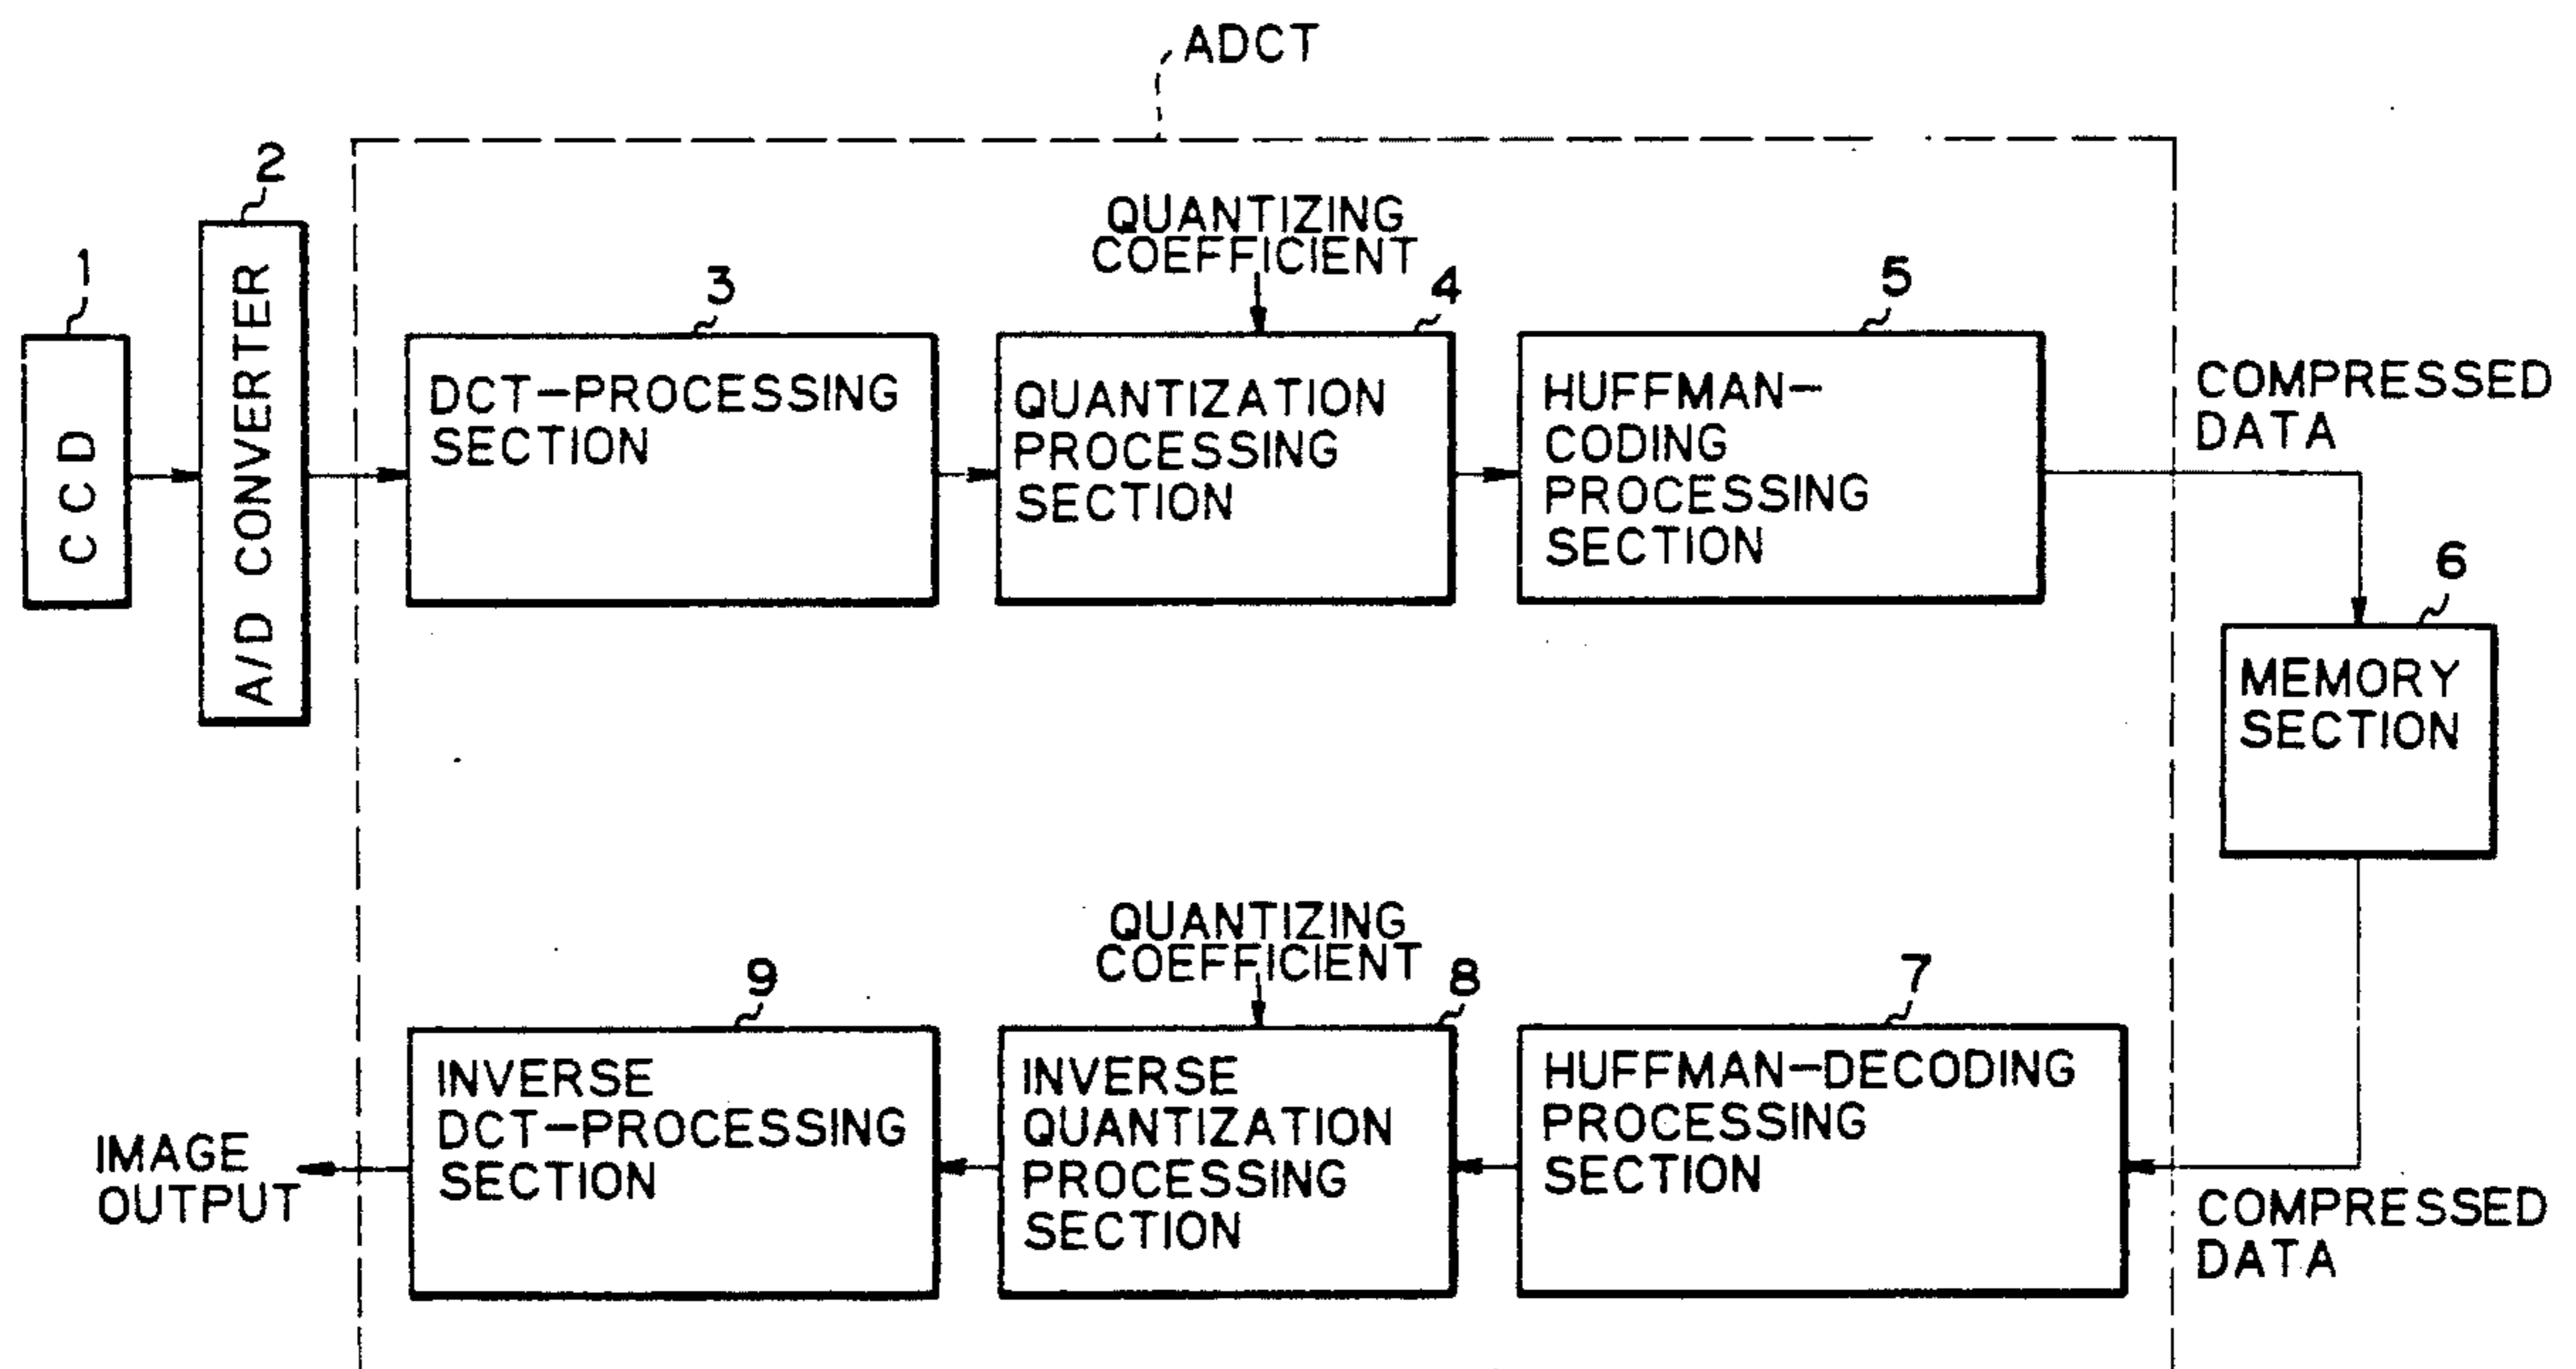 ADCT
2
QUANTIZING
COEFFICIENT
1
3
4
5
CCD
A/D CONVERTER
DCT-PROCESSING
SECTION
QUANTIZATION
PROCESSING
SECTION
HUFFMAN-
CODING
PROCESSING
SECTION
COMPRESSED
DATA
6
MEMORY
SECTION
QUANTIZING
COEFFICIENT
9
8
7
INVERSE
DCT-PROCESSING
SECTION
INVERSE
QUANTIZATION
PROCESSING
SECTION
HUFFMAN-DECODING
PROCESSING
SECTION
IMAGE
OUTPUT
COMPRESSED
DATA